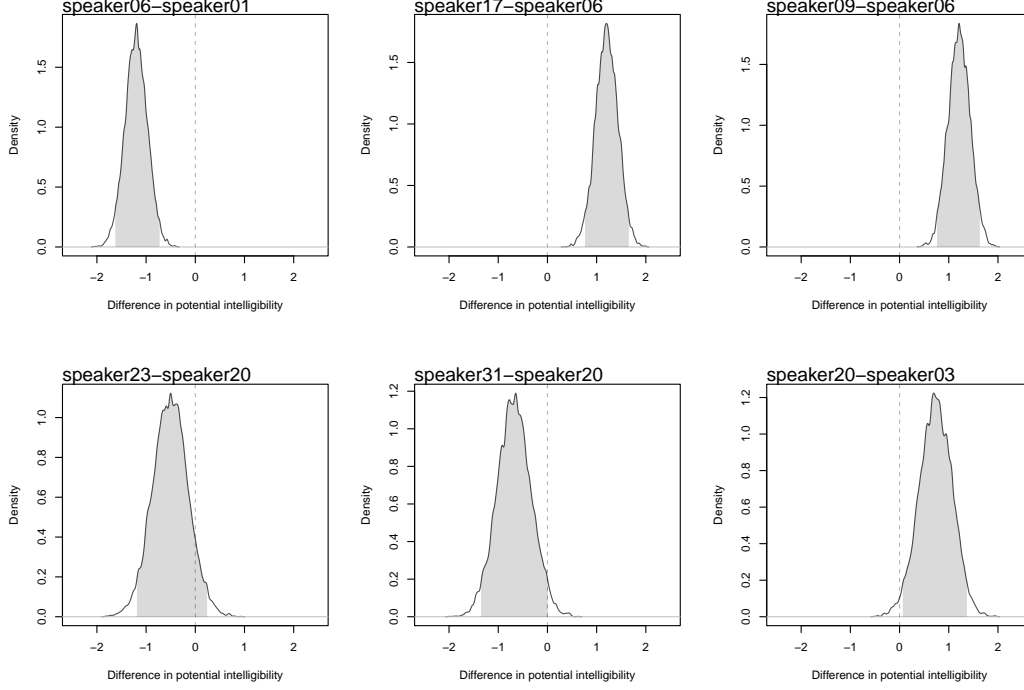 speaker06−speaker01
speaker17−speaker06
speaker09−speaker06
Density
0.0 0.5 1.0 1.5
−2 −1 0 1 2
Difference in potential intelligibility
Density
0.0 0.5 1.0 1.5
−2 −1 0 1 2
Difference in potential intelligibility
Density
0.0 0.5 1.0 1.5
−2 −1 0 1 2
Difference in potential intelligibility
speaker23−speaker20
speaker31−speaker20
speaker20−speaker03
Density
0.0 0.2 0.4 0.6 0.8 1.0
−2 −1 0 1 2
Difference in potential intelligibility
Density
0.0 0.2 0.4 0.6 0.8 1.0 1.2
−2 −1 0 1 2
Difference in potential intelligibility
Density
0.0 0.2 0.4 0.6 0.8 1.0 1.2
−2 −1 0 1 2
Difference in potential intelligibility